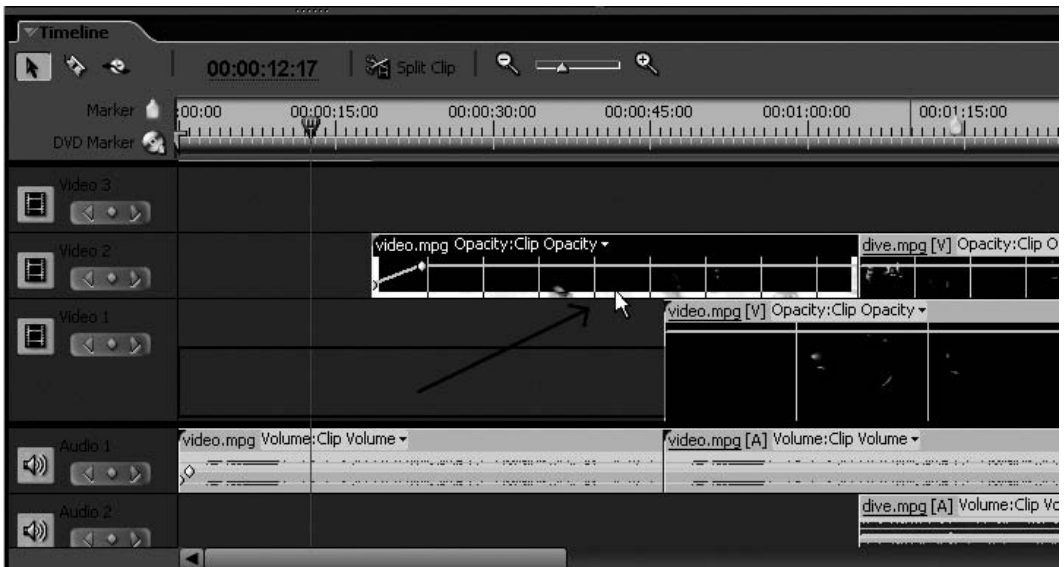 Timeline
00:00:12:17 Split Clip
Marker :00:00 00:00:15:00 00:00:30:00 00:00:45:00 00:01:00:00 00:01:15:00
DVD Marker
Video 3
Video 2
video.mpg Opacity:Clip Opacity
dive.mpg [V] Opacity:Clip O
Video 1
video.mpg [V] Opacity:Clip Opacity
Audio 1
video.mpg Volume:Clip Volume
video.mpg [A] Volume:Clip Volume
Audio 2
dive.mpg [A] Volume:Clip Vo